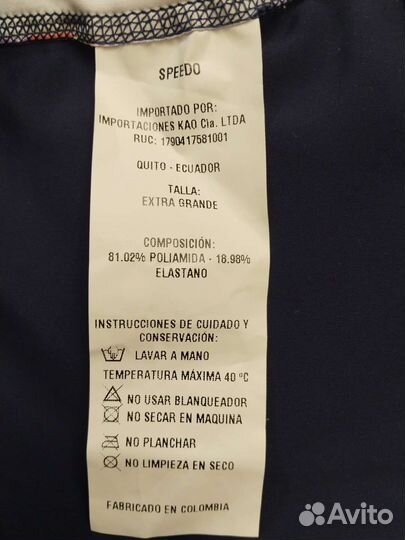 SPEEDO
IMPORTADO POR:
IMPORTACIONES KAO Cia. LTDA
RUC: 1790417581001
QUITO - ECUADOR
TALLA:
EXTRA GRANDE
COMPOSICIÓN:
81.02% POLIAMIDA - 18.98%
ELASTANO
INSTRUCCIONES DE CUIDADO Y
CONSERVACIÓN:
LAVAR A MANO
TEMPERATURA MÁXIMA 40 ºC
NO USAR BLANQUEADOR
NO SECAR EN MAQUINA
NO PLANCHAR
NO LIMPIEZA EN SECO
FABRICADO EN COLOMBIA
Avito